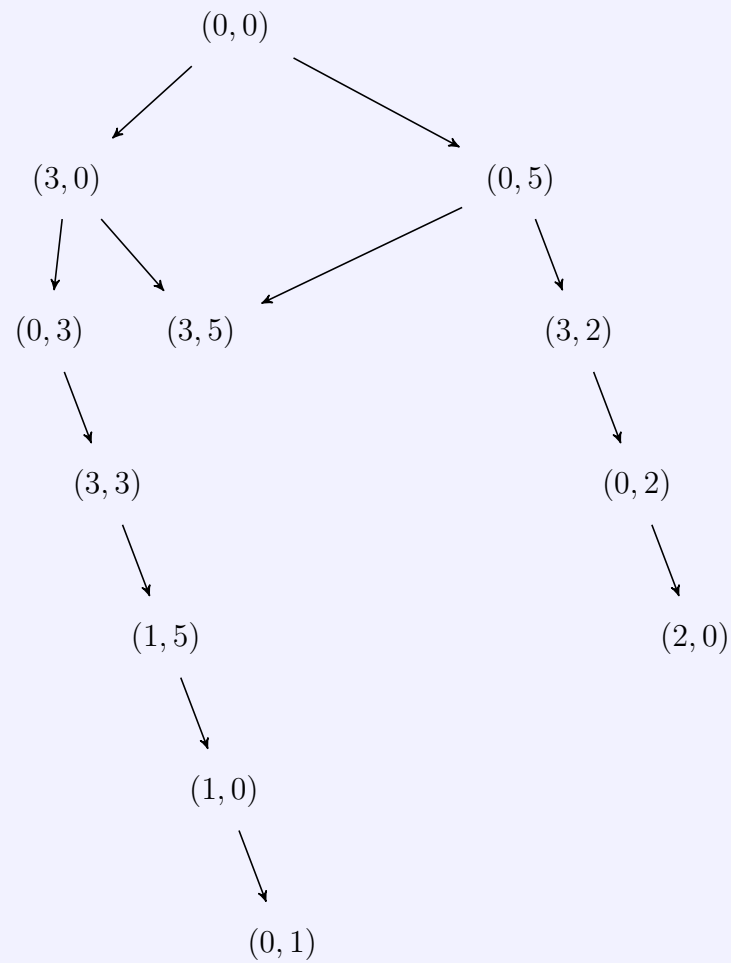 (0, 0)
(3, 0) (0, 5)
(0, 3) (3, 5) (3, 2)
(3, 3) (0, 2)
(1, 5) (2, 0)
(1, 0)
(0, 1)